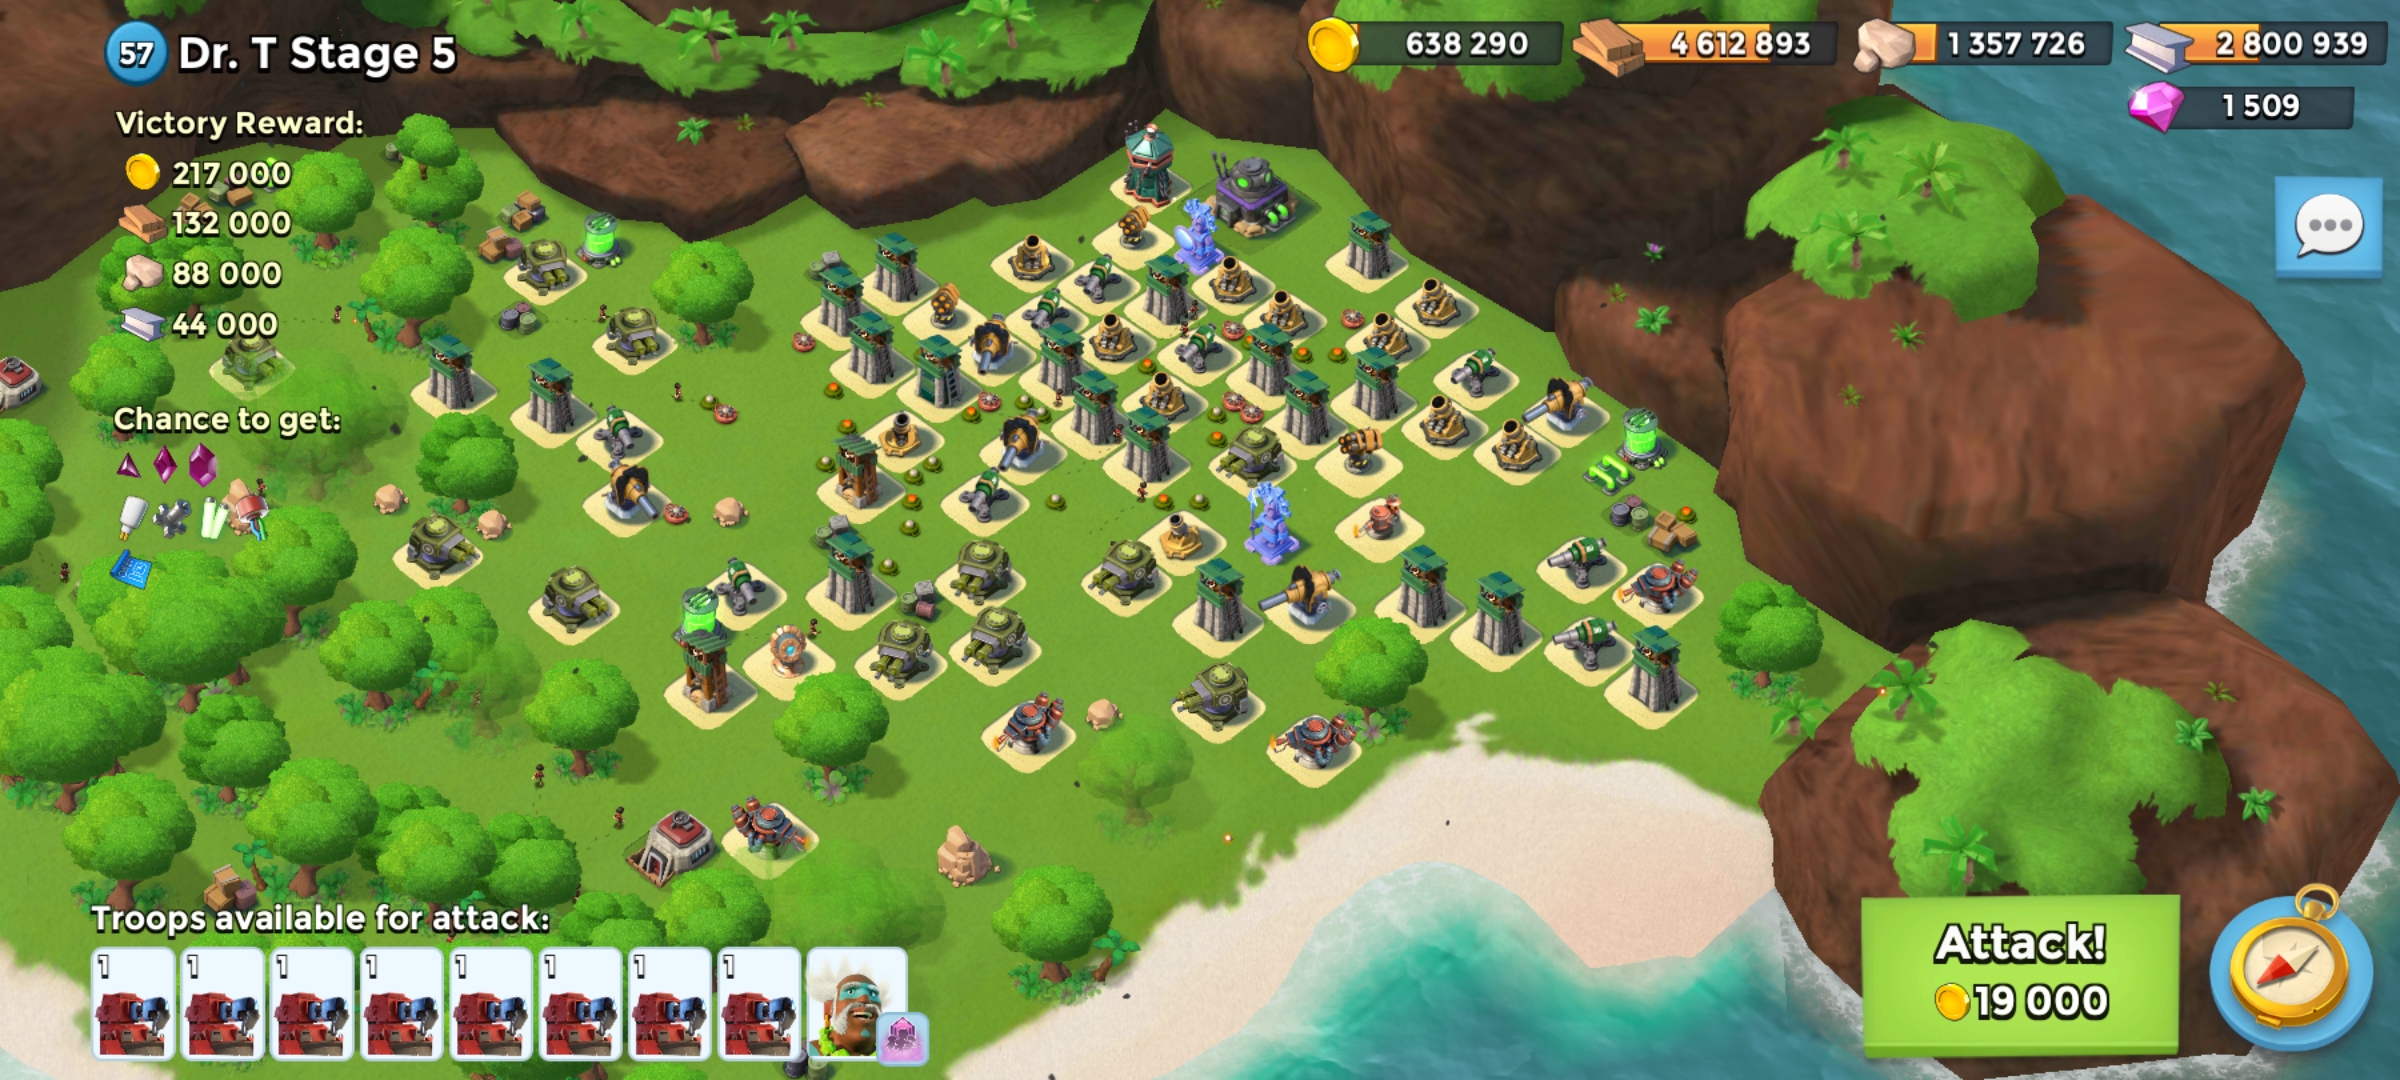 57 Dr. T Stage 5
638 290
4 612 893
1 357 726
2 800 939
1 509
Victory Reward:
217 000
132 000
88 000
44 000
Chance to get:
Troops available for attack:
1 1 1 1 1 1 1 1
Attack!
19 000